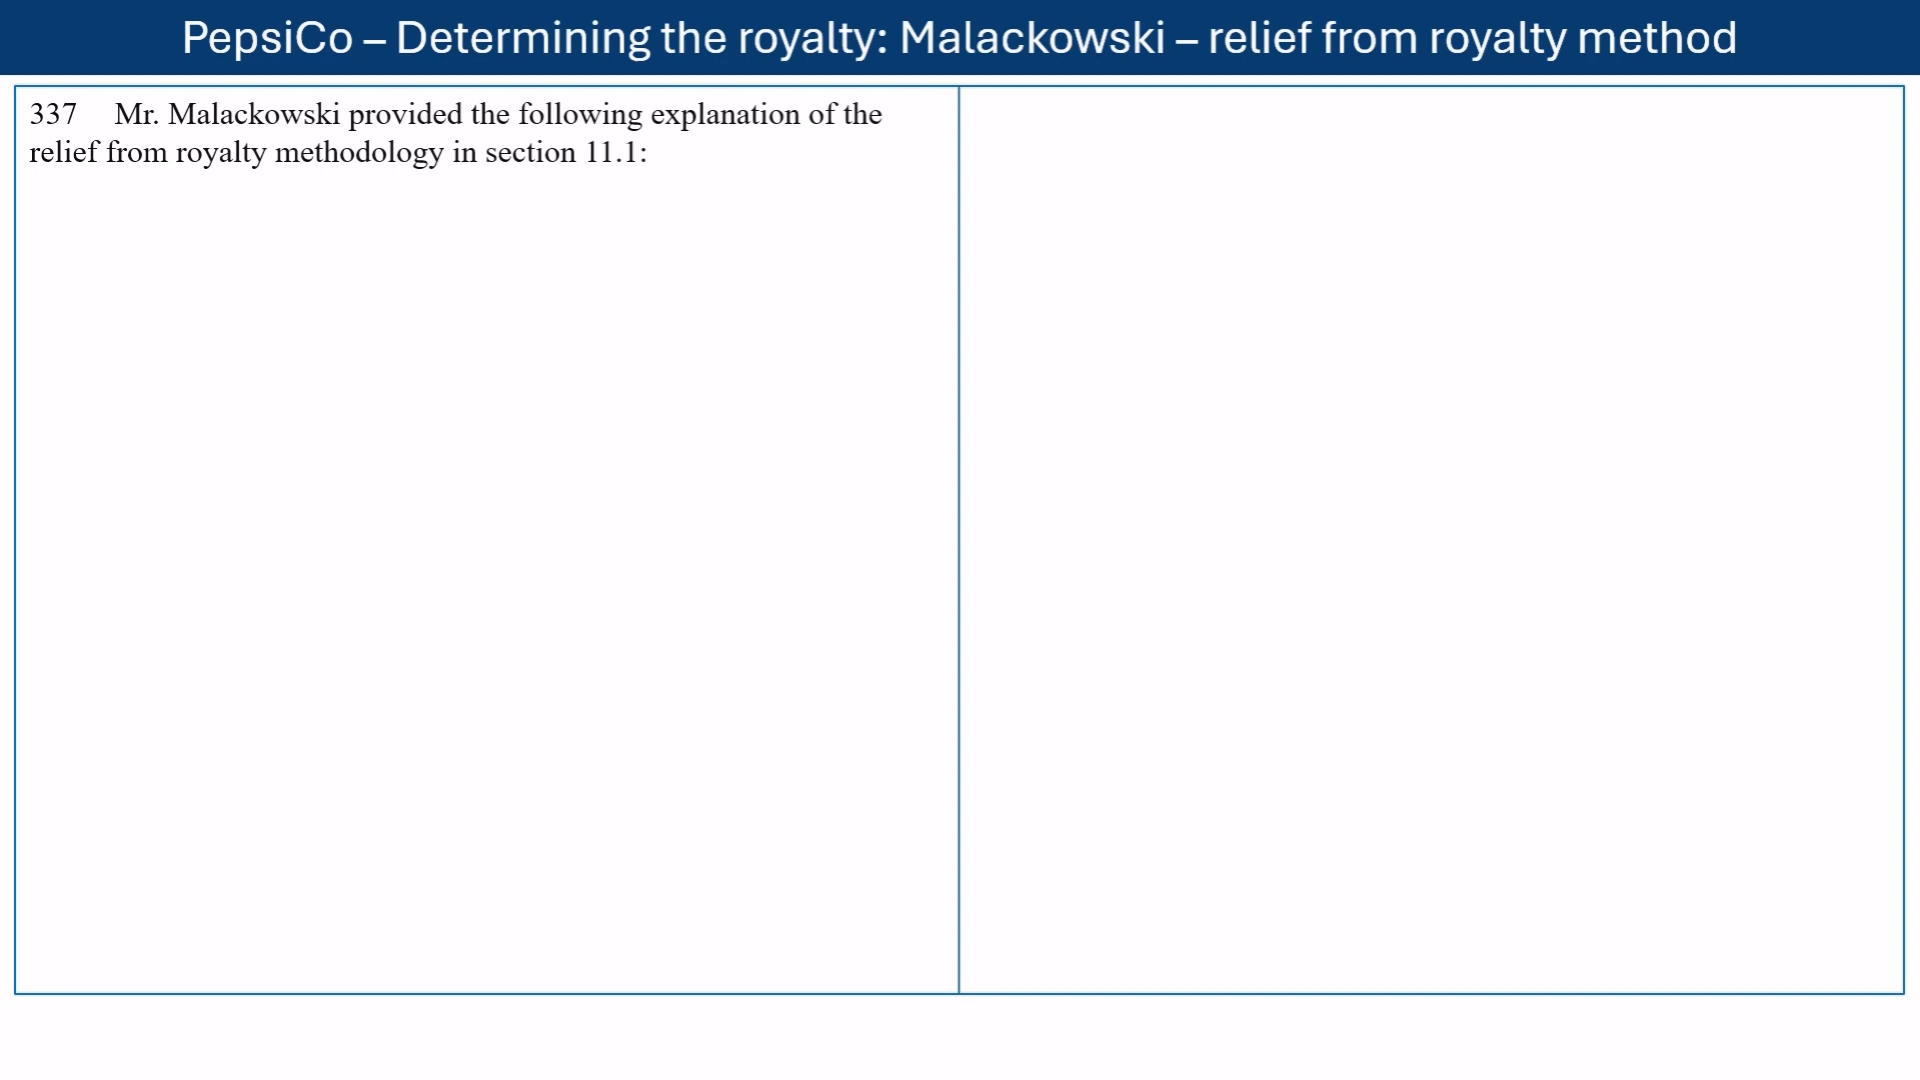 PepsiCo – Determining the royalty: Malackowski – relief from royalty method
337 Mr. Malackowski provided the following explanation of the
relief from royalty methodology in section 11.1: